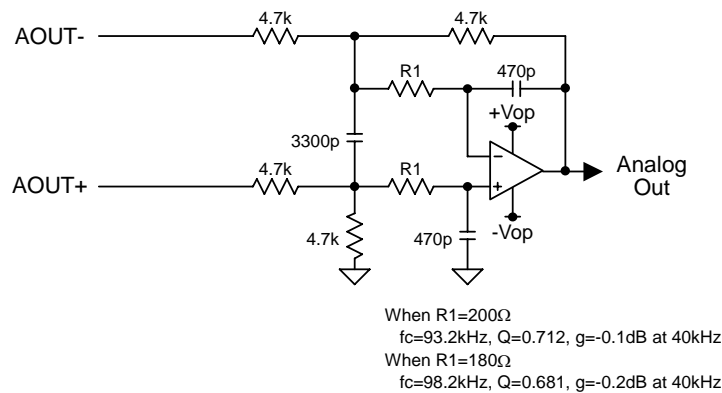 4.7k
4.7k
AOUT-
R1
470p
+Vop
3300p
4.7k
R1
Analog
Out
AOUT+
4.7k
470p
-Vop
When R1=200Ω
fc=93.2kHz, Q=0.712, g=-0.1dB at 40kHz
When R1=180Ω
fc=98.2kHz, Q=0.681, g=-0.2dB at 40kHz